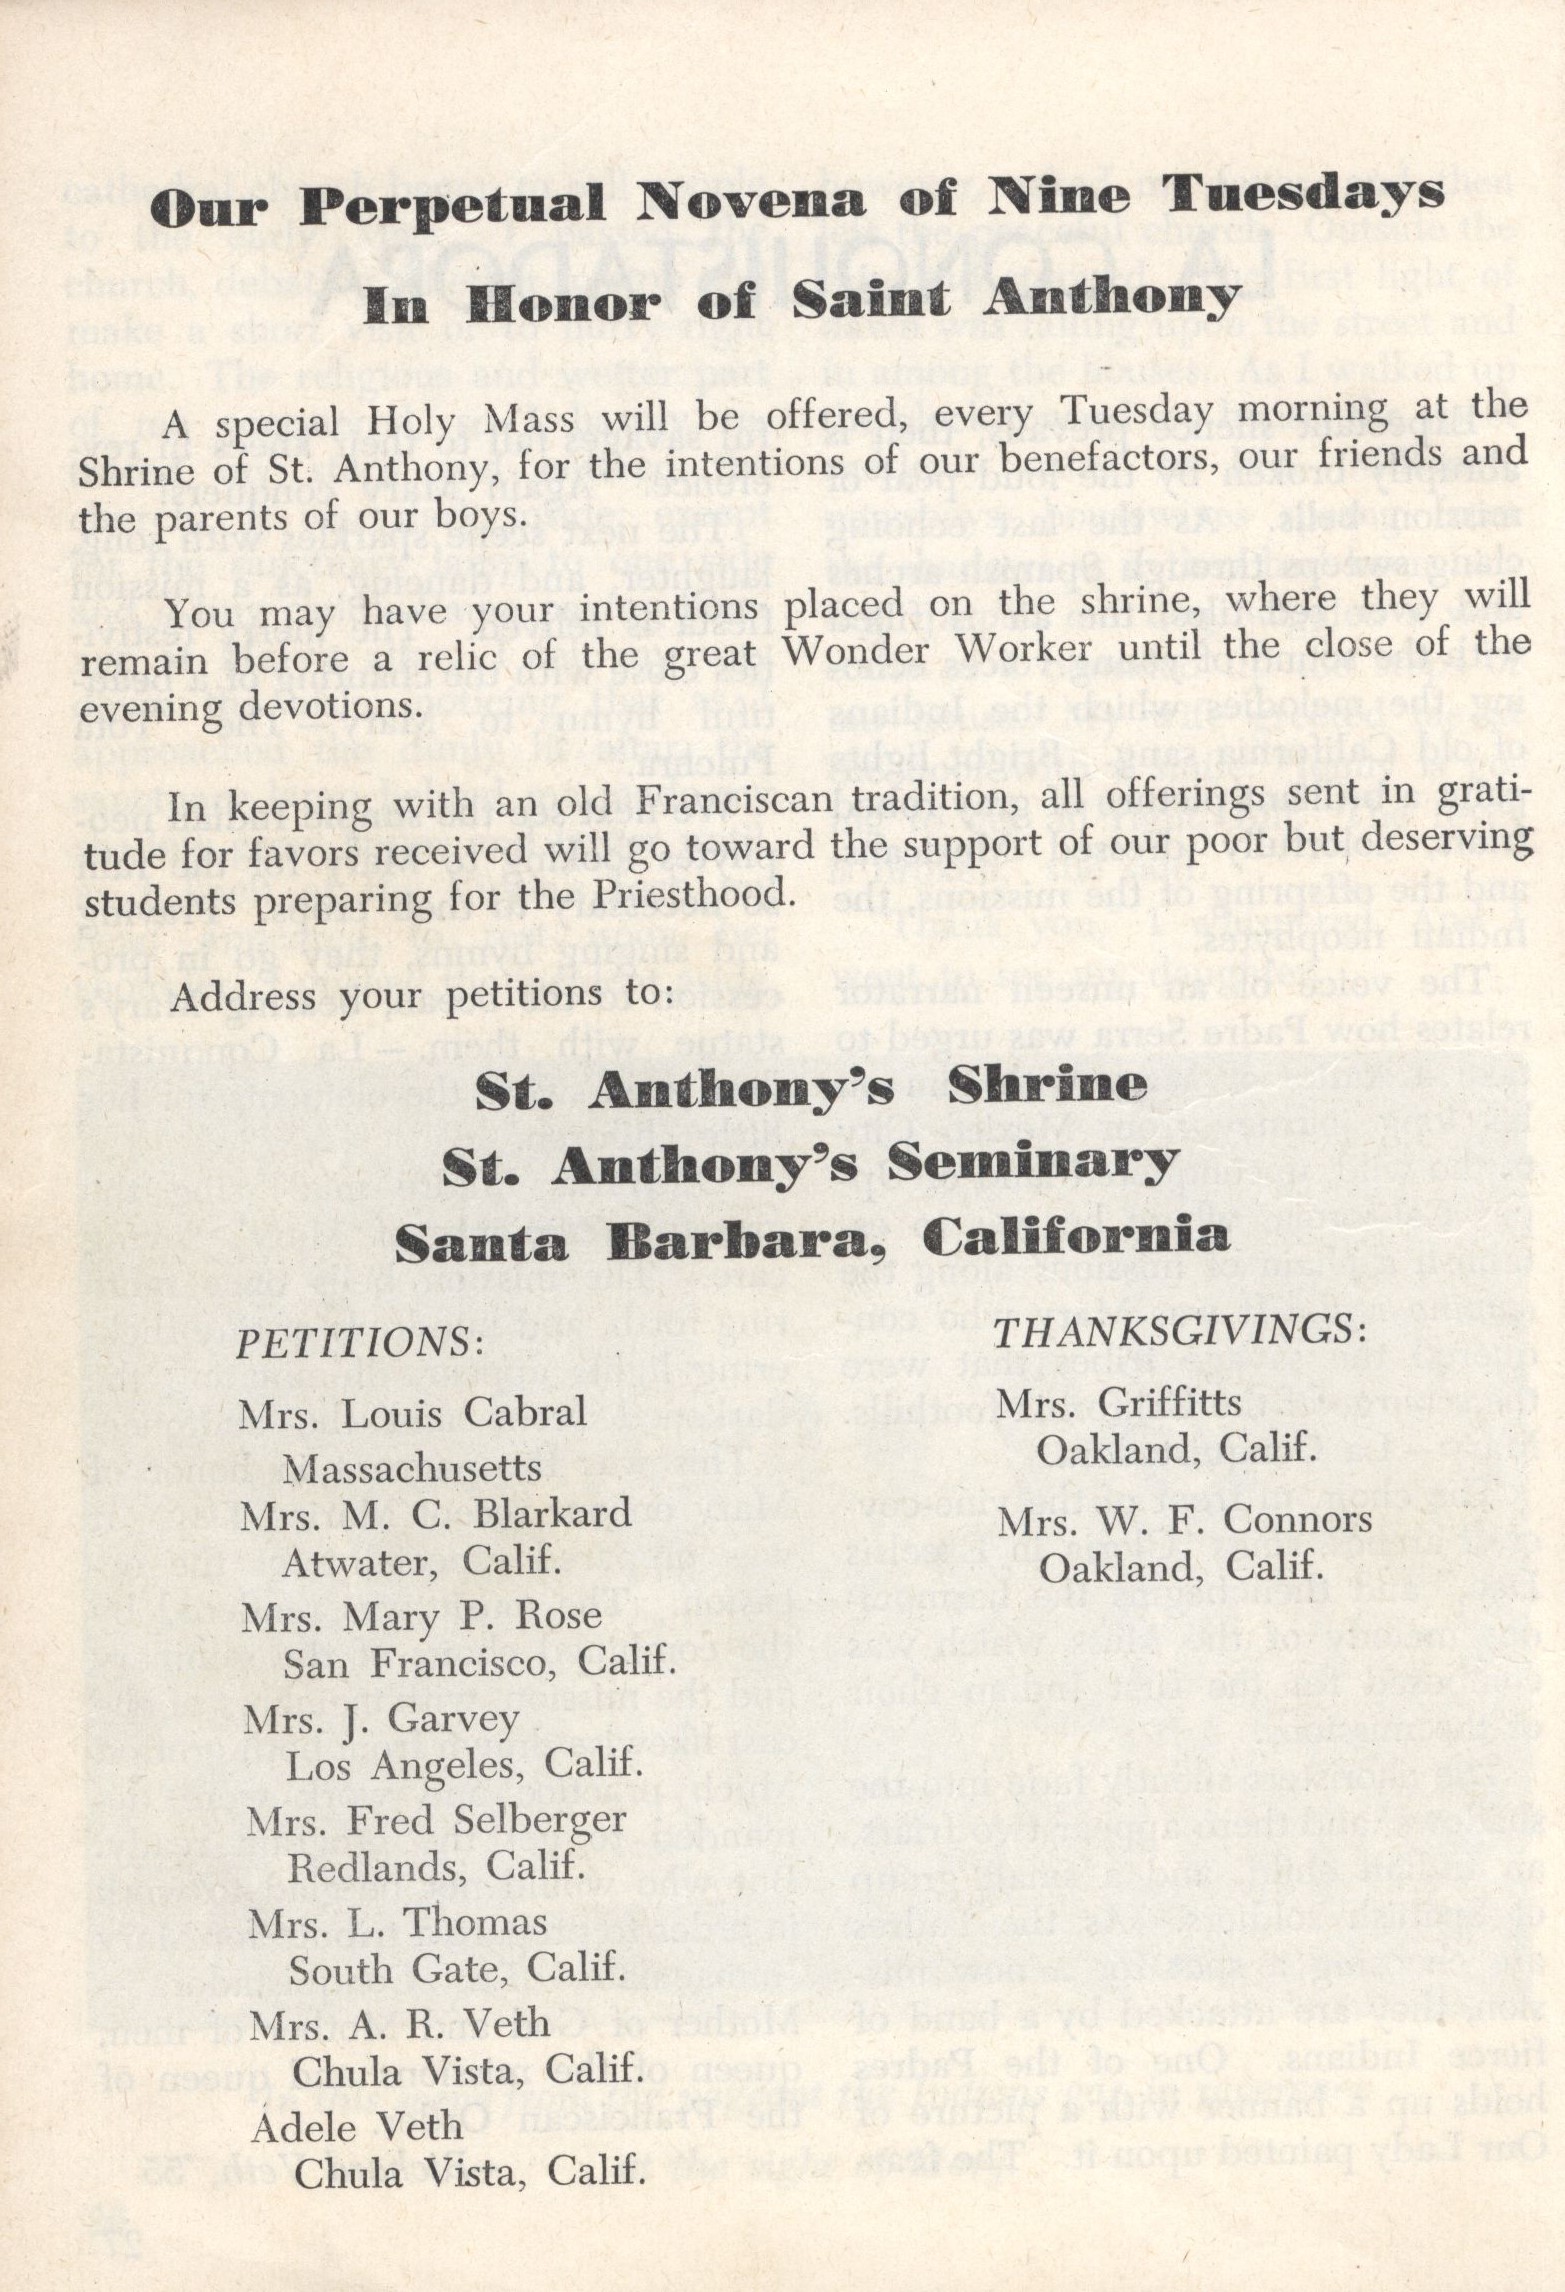 Our Perpetual Novena of Nine Tuesdays
In Honor of Saint Anthony
A special Holy Mass will be offered, every Tuesday morning at the
Shrine of St. Anthony, for the intentions of our benefactors, our friends and
the parents of our boys.
You may have your intentions placed on the shrine, where they will
remain before a relic of the great Wonder Worker until the close of the
evening devotions.
In keeping with an old Franciscan tradition, all offerings sent in grati-
tude for favors received will go toward the support of our poor but deserving
students preparing for the Priesthood.
Address your petitions to:
St. Anthony's Shrine
St. Anthony's Seminary
Santa Barbara, California
PETITIONS:
Mrs. Louis Cabral
Massachusetts
Mrs. M. C. Blarkard
Atwater, Calif.
Mrs. Mary P. Rose
San Francisco, Calif.
Mrs. J. Garvey
Los Angeles, Calif.
Mrs. Fred Selberger
Redlands, Calif.
Mrs. L. Thomas
South Gate, Calif.
Mrs. A. R. Veth
Chula Vista, Calif.
Adele Veth
Chula Vista, Calif.
THANKSGIVINGS:
Mrs. Griffitts
Oakland, Calif.
Mrs. W. F. Connors
Oakland, Calif.